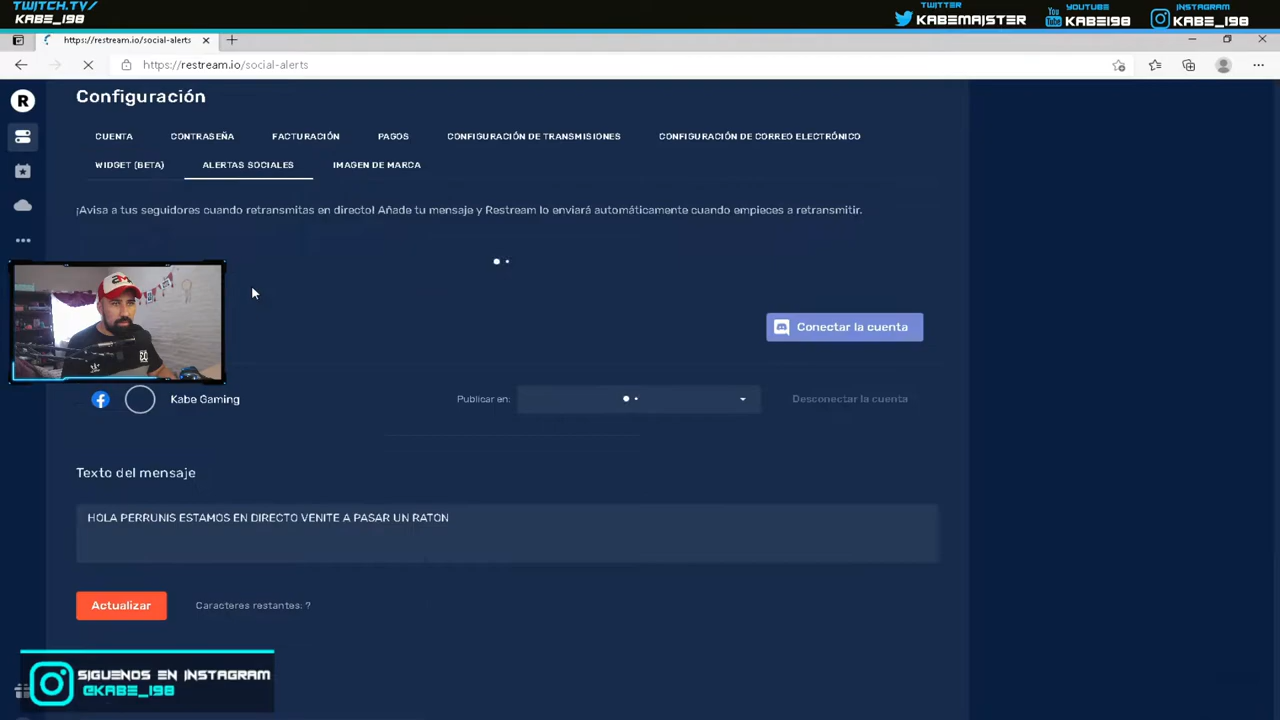 TWITCH.TV/
KABE_198
TWITTER
KABEMAJSTER
YOUTUBE
You Tube
KABE198
INSTAGRAM
KABE_198
https://restream.io/social-alerts
https://restream.io/social-alerts
R
Configuración
CUENTA
CONTRASEÑA
FACTURACIÓN
PAGOS
CONFIGURACIÓN DE TRANSMISIONES
CONFIGURACIÓN DE CORREO ELECTRÓNICO
WIDGET (BETA)
ALERTAS SOCIALES
IMAGEN DE MARCA
¡Avisa a tus seguidores cuando retransmitas en directo! Añade tu mensaje y Restream lo enviará automáticamente cuando empieces a retransmitir.
Conectar la cuenta
Kabe Gaming
Publicar en:
Desconectar la cuenta
Texto del mensaje
HOLA PERRUNIS ESTAMOS EN DIRECTO VENITE A PASAR UN RATON
Actualizar
Caracteres restantes: ?
SIGUENOS EN INSTAGRAM
@KABE_198